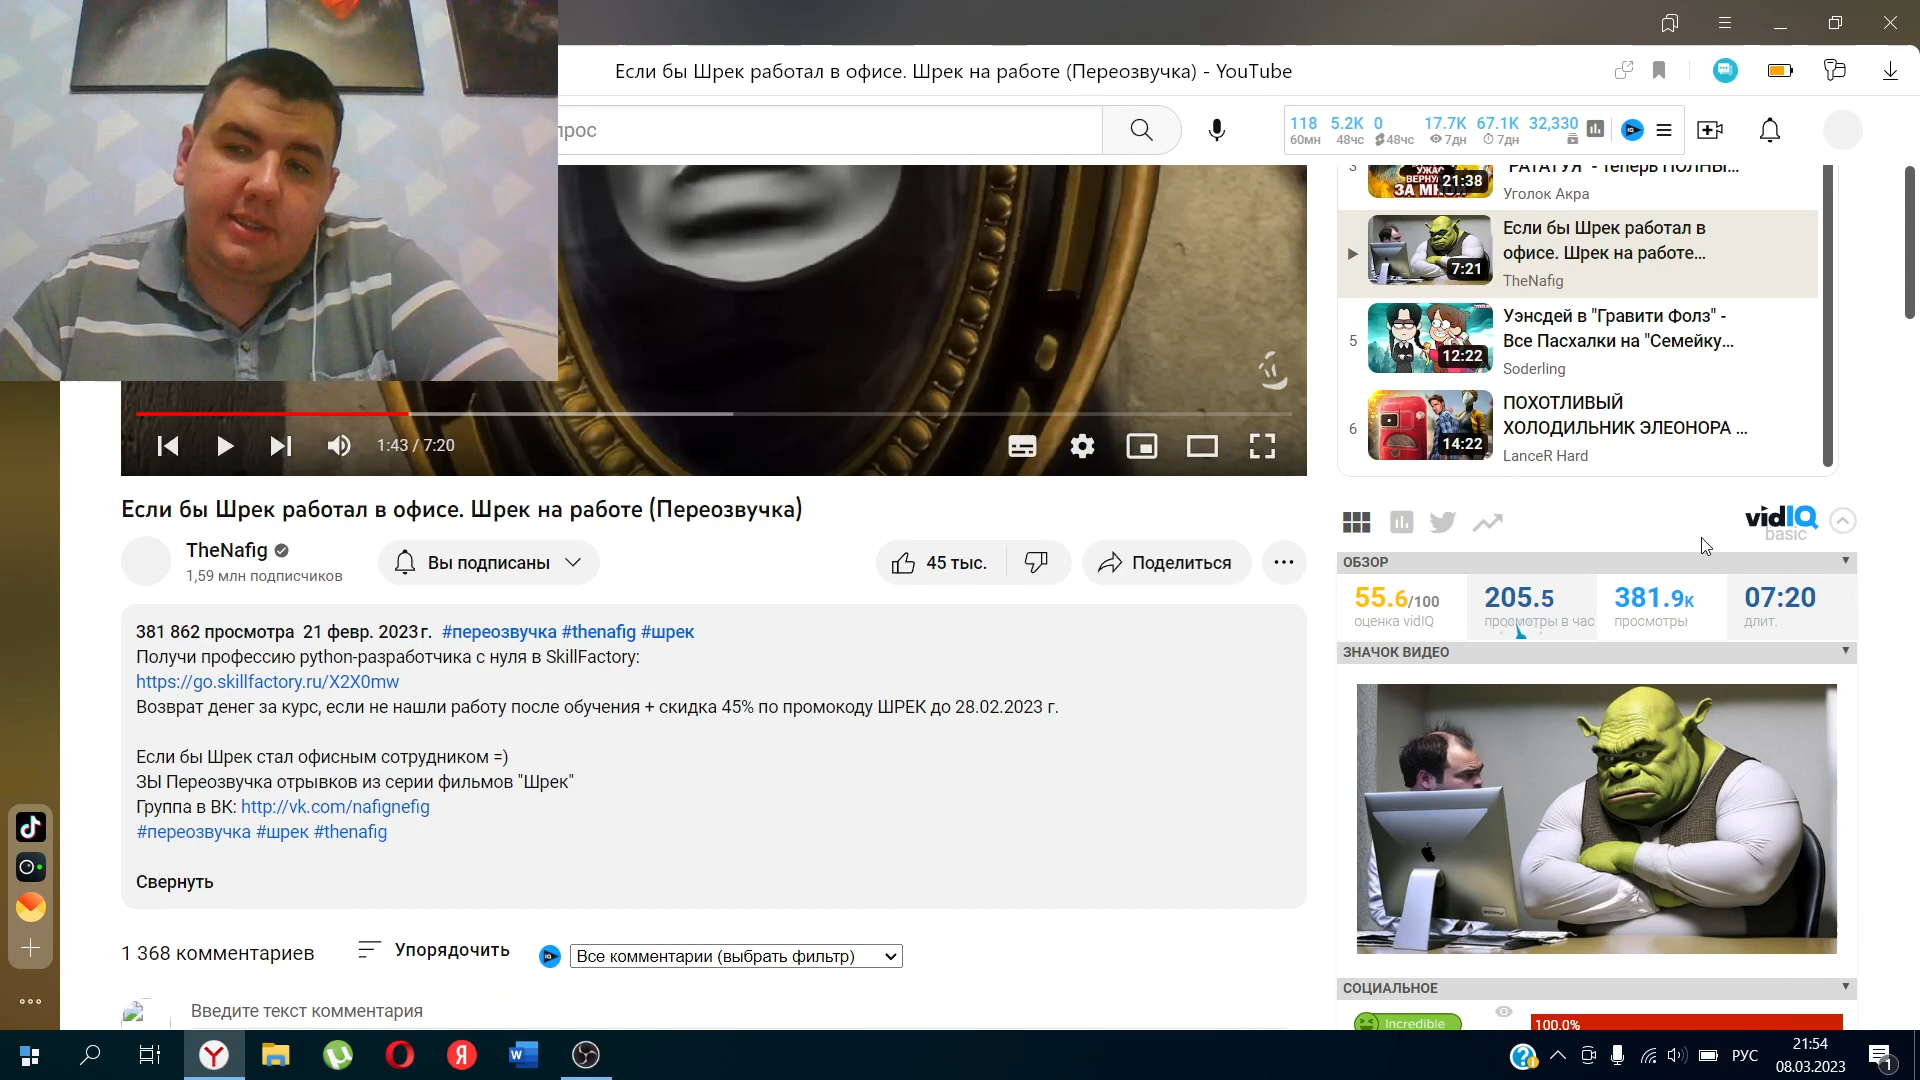 Если бы Шрек работал в офисе. Шрек на работе (Переозвучка) - YouTube
прос
118 5.2K 0 17.7K 67.1K 32,330
60мн 48чс 48чс 7дн 7дн
1:43 / 7:20
3
21:38
"РАТАТУЯ" - теперь ПОЛНЫ...
Уголок Акра
7:21
Если бы Шрек работал в
офисе. Шрек на работе...
TheNafig
5
12:22
Уэнсдей в "Гравити Фолз" -
Все Пасхалки на "Семейку...
Soderling
6
14:22
ПОХОТЛИВЫЙ
ХОЛОДИЛЬНИК ЭЛЕОНОРА ...
LanceR Hard
Если бы Шрек работал в офисе. Шрек на работе (Переозвучка)
TheNafig
1,59 млн подписчиков
Вы подписаны
45 тыс.
Поделиться
381 862 просмотра 21 февр. 2023 г. #переозвучка #thenafig #шрек
Получи профессию python-разработчика с нуля в SkillFactory:
https://go.skillfactory.ru/X2X0mw
Возврат денег за курс, если не нашли работу после обучения + скидка 45% по промокоду ШРЕК до 28.02.2023 г.
Если бы Шрек стал офисным сотрудником =)
ЗЫ Переозвучка отрывков из серии фильмов "Шрек"
Группа в ВК: http://vk.com/nafignefig
#переозвучка #шрек #thenafig
Свернуть
1 368 комментариев
Упорядочить
Все комментарии (выбрать фильтр)
Введите текст комментария
vidIQ
basic
ОБЗОР
55.6/100 205.5 381.9K 07:20
оценка vidIQ просмотры в час просмотры длит.
ЗНАЧОК ВИДЕО
СОЦИАЛЬНОЕ
Incredible
100.0%
РУС
21:54
08.03.2023
1